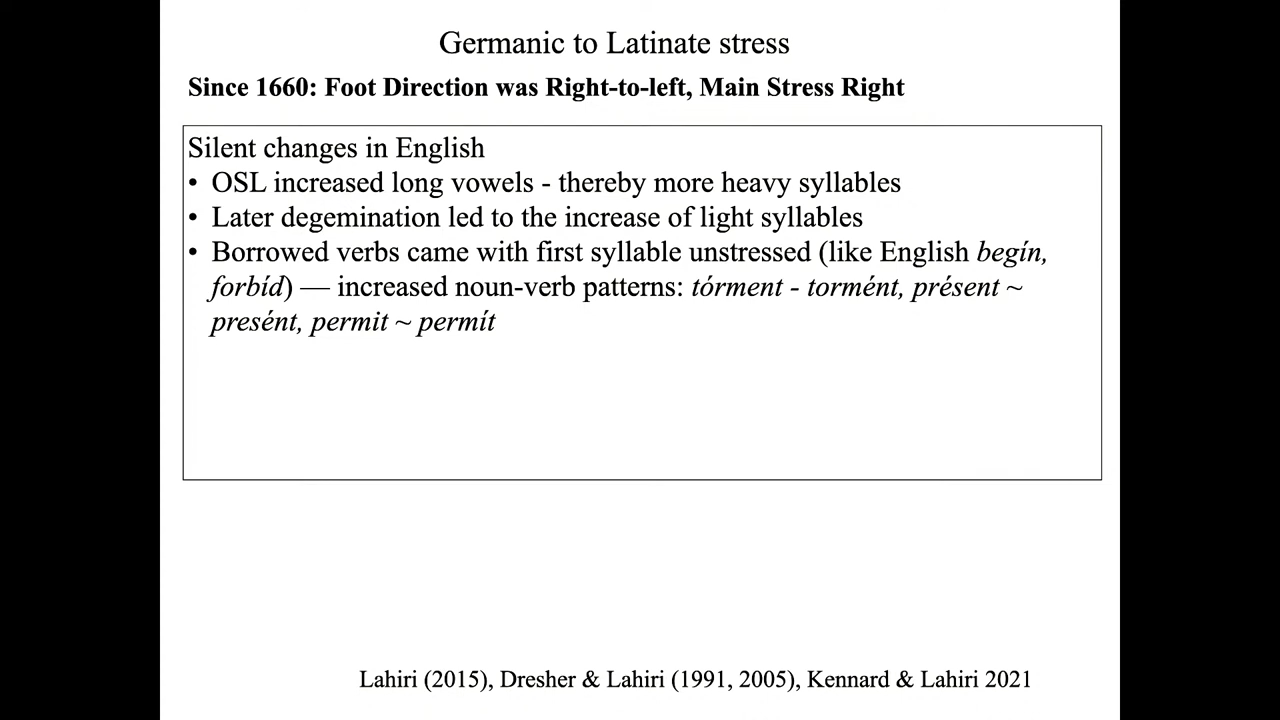 Germanic to Latinate stress
Since 1660: Foot Direction was Right-to-left, Main Stress Right
Silent changes in English
• OSL increased long vowels - thereby more heavy syllables
• Later degemination led to the increase of light syllables
• Borrowed verbs came with first syllable unstressed (like English begín,
forbíd) — increased noun-verb patterns: tórment - tormént, présent ~
presént, permit ~ permít
Lahiri (2015), Dresher & Lahiri (1991, 2005), Kennard & Lahiri 2021